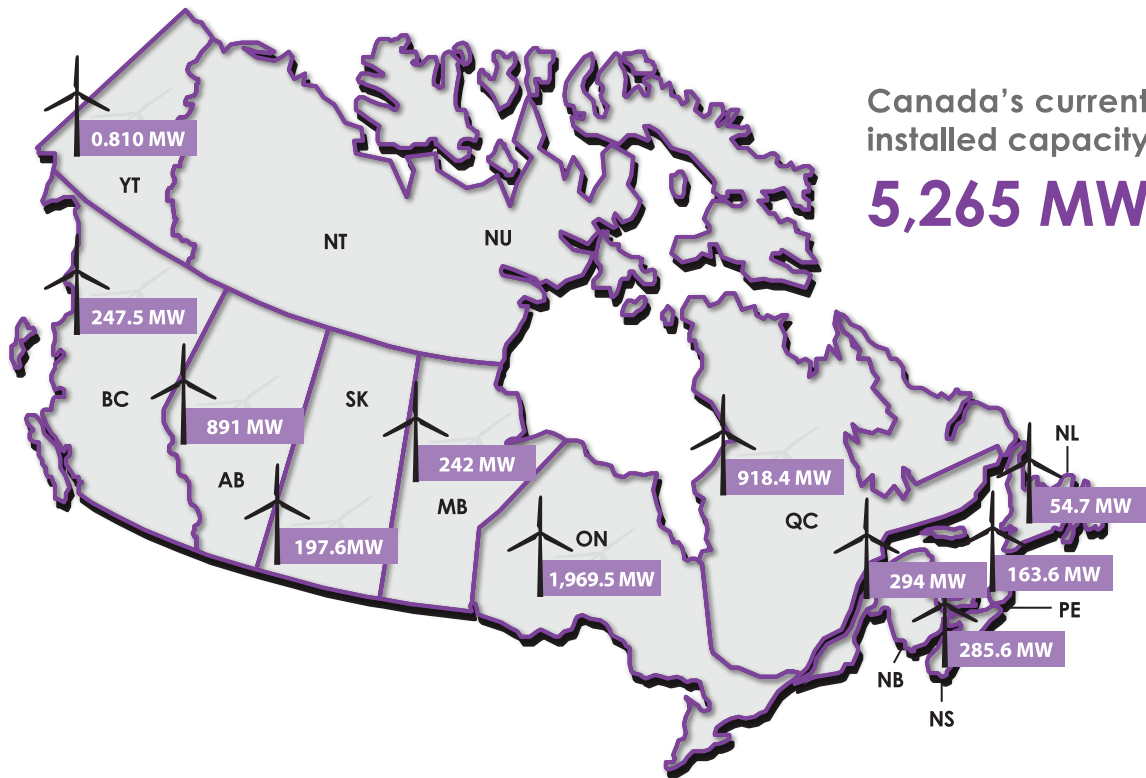 Canada's current
installed capacity
5,265 MW
0.810 MW
YT
NT
NU
247.5 MW
BC
891 MW
AB
SK
197.6MW
242 MW
MB
ON
1,969.5 MW
918.4 MW
QC
NL
54.7 MW
294 MW
163.6 MW
PE
285.6 MW
NB
NS